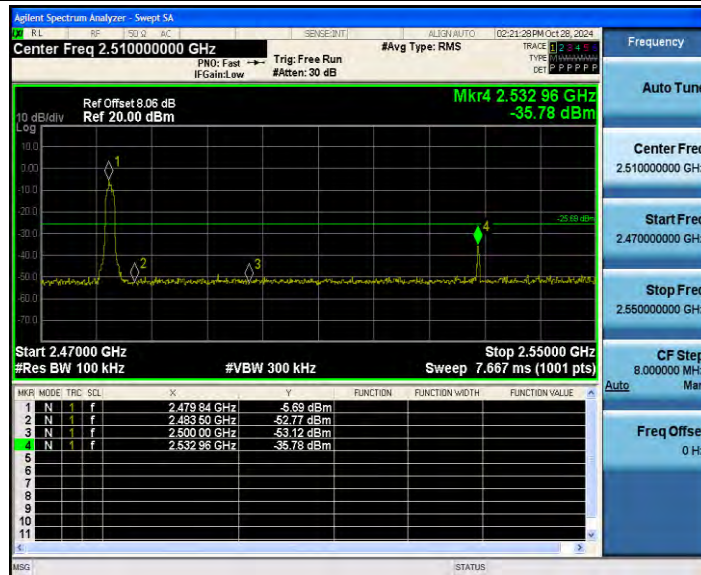 Agilent Spectrum Analyzer - Swept SA
RL RF 50 Ω AC SENSE:INT ALIGN AUTO 02:21:28 PM Oct 28, 2024
Center Freq 2.510000000 GHz #Avg Type: RMS TRACE 1 2 3 4 5 6
PNO: Fast Trig: Free Run TYPE M
IFGain:Low #Atten: 30 dB DET P P P P P P
Mkr4 2.532 96 GHz
-35.78 dBm
Ref Offset 8.06 dB
10 dB/div Ref 20.00 dBm
Log
10.0
0.00
-10.0
-20.0
-30.0
-40.0
-50.0
-60.0
-70.0
1
2
3
4
-25.69 dBm
Start 2.47000 GHz Stop 2.55000 GHz
#Res BW 100 kHz #VBW 300 kHz Sweep 7.667 ms (1001 pts)
MKR MODE TRC SCL X Y FUNCTION FUNCTION WIDTH FUNCTION VALUE
1 N 1 f 2.479 84 GHz -5.69 dBm
2 N 1 f 2.483 50 GHz -52.77 dBm
3 N 1 f 2.500 00 GHz -53.12 dBm
4 N 1 f 2.532 96 GHz -35.78 dBm
5
6
7
8
9
10
11
MSG STATUS
Frequency
Auto Tune
Center Freq
2.510000000 GHz
Start Freq
2.470000000 GHz
Stop Freq
2.550000000 GHz
CF Step
8.000000 MHz
Auto Man
Freq Offset
0 Hz